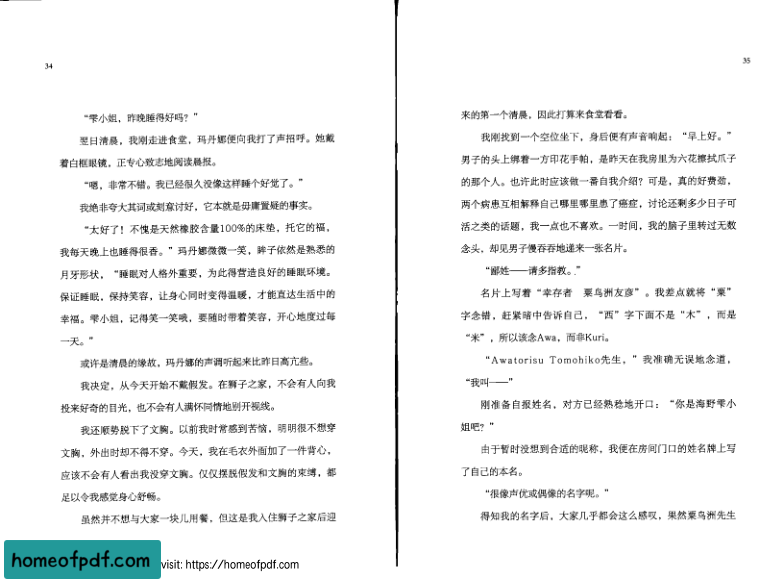 34
“雫小姐，昨晚睡得好吗？”
翌日清晨，我刚走进食堂，玛丹娜便向我打了声招呼。她戴
着白框眼镜，正专心致志地阅读晨报。
“嗯，非常不错。我已经很久没像这样睡个好觉了。”
我绝非夸大其词或刻意讨好，它本就是毋庸置疑的事实。
“太好了！不愧是天然橡胶含量100%的床垫，托它的福，
我每天晚上也睡得很香。”玛丹娜微微一笑，眸子依然是熟悉的
月牙形状，“睡眠对人格外重要，为此得营造良好的睡眠环境。
保证睡眠，保持笑容，让身心同时变得温暖，才能直达生活中的
幸福。雫小姐，记得笑一笑哦，要随时带着笑容，开心地度过每
一天。”
或许是清晨的缘故，玛丹娜的声调听起来比昨日高亢些。
我决定，从今天开始不戴假发。在狮子之家，不会有人向我
投来好奇的目光，也不会有人满怀同情地别开视线。
我还顺势脱下了文胸。以前我时常感到苦恼，明明很不想穿
文胸，外出时却不得不穿。今天，我在毛衣外面加了一件背心，
应该不会有人看出我没穿文胸。仅仅摆脱假发和文胸的束缚，都
足以令我感觉身心舒畅。
虽然并不想与大家一块儿用餐，但这是我入住狮子之家后迎
35
来的第一个清晨，因此打算来食堂看看。
我刚找到一个空位坐下，身后便有声音响起：“早上好。”
男子的头上绑着一方印花手帕，是昨天在我房里为六花擦拭爪子
的那个人。也许此时应该做一番自我介绍？可是，真的好费劲，
两个病患互相解释自己哪里哪里患了癌症，讨论还剩多少日子可
活之类的话题，我一点也不喜欢。一时间，我的脑子里转过无数
念头，却见男子慢吞吞地递来一张名片。
“鄙姓——请多指教。”
名片上写着“幸存者　粟鸟洲友彦”。我差点就将“粟”
字念错，赶紧暗中告诉自己，“西”字下面不是“木”，而是
“米”，所以该念Awa，而非Kuri。
“Awatorisu Tomohiko先生，”我准确无误地念道，
“我叫——”
刚准备自报姓名，对方已经熟稔地开口：“你是海野雫小
姐吧？”
由于暂时没想到合适的昵称，我便在房间门口的姓名牌上写
了自己的本名。
“很像声优或偶像的名字呢。”
得知我的名字后，大家几乎都会这么感叹，果然粟鸟洲先生
homeofpdf.com
visit: https://homeofpdf.com